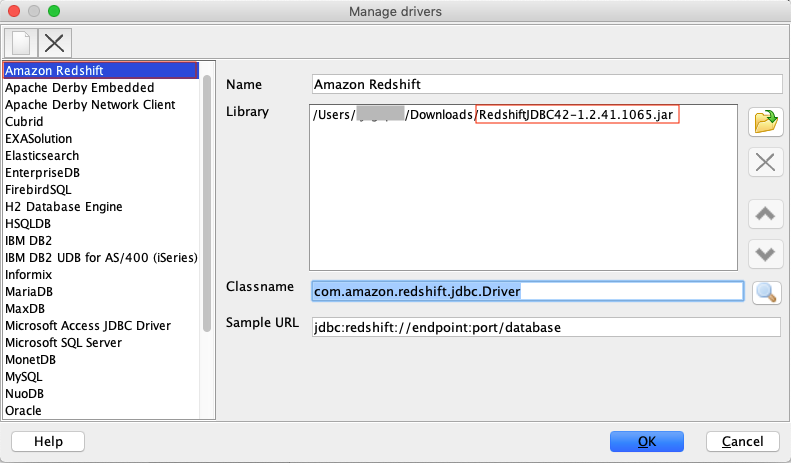 Manage drivers
Amazon Redshift
Apache Derby Embedded
Apache Derby Network Client
Cubrid
EXASolution
Elasticsearch
EnterpriseDB
FirebirdSQL
H2 Database Engine
HSQLDB
IBM DB2
IBM DB2 UDB for AS/400 (iSeries)
Informix
MariaDB
MaxDB
Microsoft Access JDBC Driver
Microsoft SQL Server
MonetDB
MySQL
NuoDB
Oracle
Name Amazon Redshift
Library /Users/ /Downloads/RedshiftJDBC42-1.2.41.1065.jar
Classname com.amazon.redshift.jdbc.Driver
Sample URL jdbc:redshift://endpoint:port/database
Help OK Cancel